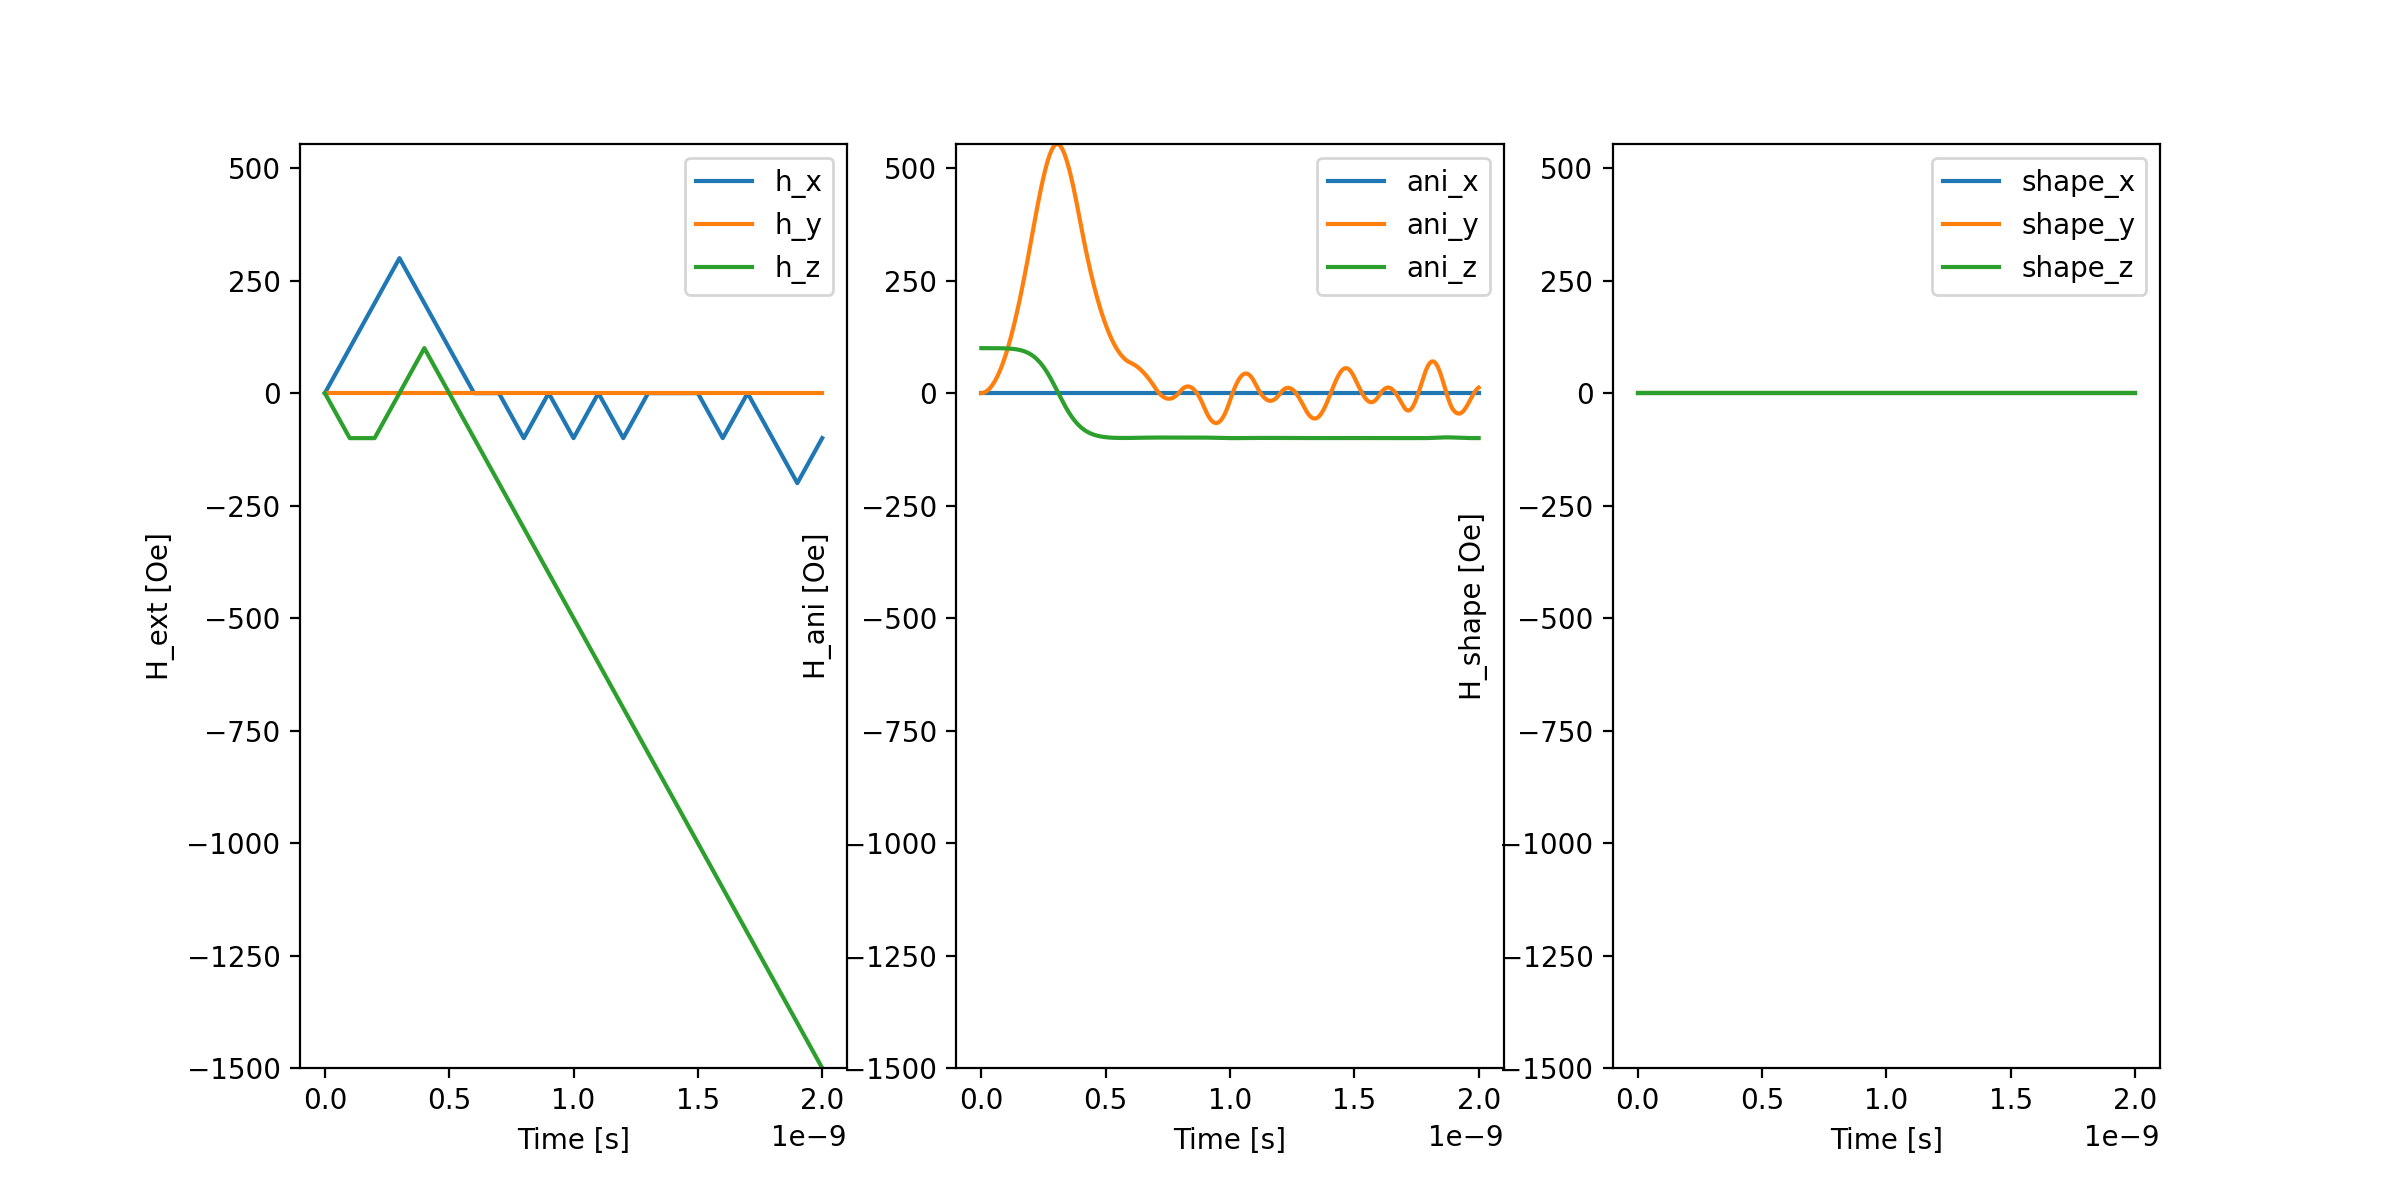 H_ext [Oe]
500
250
0
−250
−500
−750
−1000
−1250
−1500
0.0 0.5 1.0 1.5 2.0
Time [s]
1e−9
h_x
h_y
h_z
H_ani [Oe]
500
250
0
−250
−500
−750
−1000
−1250
−1500
0.0 0.5 1.0 1.5 2.0
Time [s]
1e−9
ani_x
ani_y
ani_z
H_shape [Oe]
500
250
0
−250
−500
−750
−1000
−1250
−1500
0.0 0.5 1.0 1.5 2.0
Time [s]
1e−9
shape_x
shape_y
shape_z